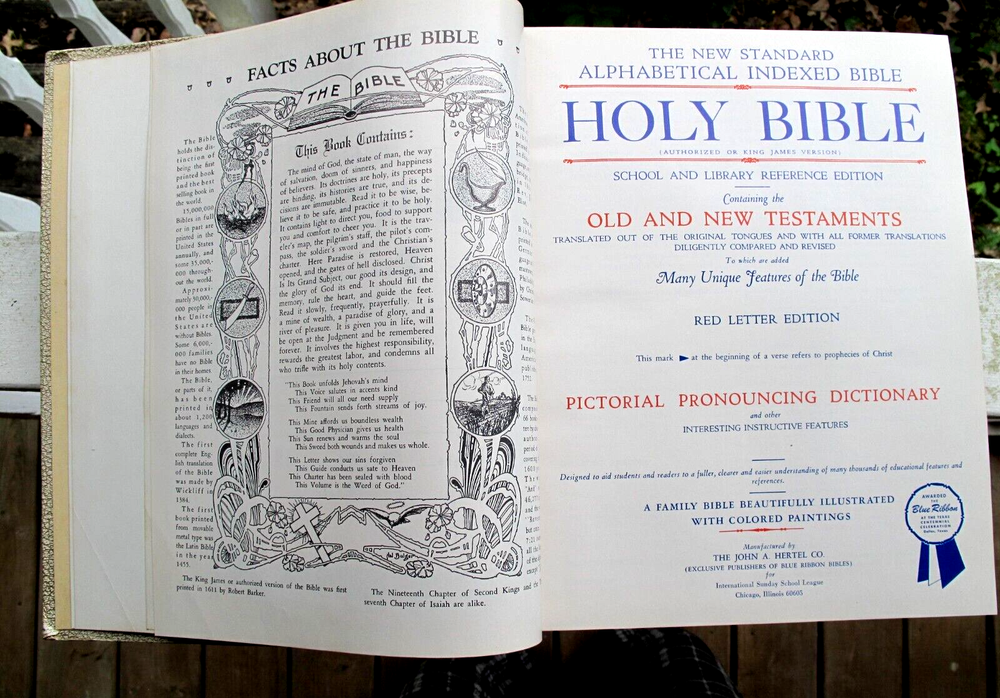 FACTS ABOUT THE BIBLE
THE BIBLE
The Bible
holds the dis-
tinction of
being the first
printed book
and the best
selling book in
the world.
15,000,000
Bibles in full
or in part are
printed in the
United States
annually, and
some 35,000,-
000 through-
out the world.
Approxi-
mately 50,000,-
000 people in
the United
States are
without Bibles.
Some 6,000,-
000 families
have no Bible
in their homes.
The Bible,
or parts of it,
has been
printed in
about 1,200
languages and
dialects.
The first
complete Eng-
lish translation
of the Bible
was made by
Wickliff in
1384.
The first
book printed
from movable
metal type was
the Latin Bible
in the year
1455.
This Book Contains:
The mind of God, the state of man, the way
of salvation, doom of sinners, and happiness
of believers. Its doctrines are holy, its precepts
are binding, its histories are true, and its de-
cisions are immutable. Read it to be wise, be-
lieve it to be safe, and practice it to be holy.
It contains light to direct you, food to support
you and comfort to cheer you. It is the trav-
eler's map, the pilgrim's staff, the pilot's com-
pass, the soldier's sword and the Christian's
charter. Here Paradise is restored, Heaven
opened, and the gates of hell disclosed. Christ
Is Its Grand Subject, our good its design, and
the glory of God its end. It should fill the
memory, rule the heart, and guide the feet.
Read it slowly, frequently, prayerfully. It is
a mine of wealth, a paradise of glory, and a
river of pleasure. It is given you in life, will
be open at the Judgment and be remembered
forever. It involves the highest responsibility,
rewards the greatest labor, and condemns all
who trifle with its holy contents.
"This Book unfolds Jehovah's mind
This Voice salutes in accents kind
This Friend will all our need supply
This Fountain sends forth streams of joy.
This Mine affords us boundless wealth
This Good Physician gives us health
This Sun renews and warms the soul
This Sword both wounds and makes us whole.
This Letter shows our sins forgiven
This Guide conducts us safe to Heaven
This Charter has been sealed with blood
This Volume is the Word of God."
The King James or authorized version of the Bible was first
printed in 1611 by Robert Barker.
The Nineteenth Chapter of Second Kings and the
seventh Chapter of Isaiah are alike.
THE NEW STANDARD
ALPHABETICAL INDEXED BIBLE
HOLY BIBLE
(AUTHORIZED OR KING JAMES VERSION)
SCHOOL AND LIBRARY REFERENCE EDITION
Containing the
OLD AND NEW TESTAMENTS
TRANSLATED OUT OF THE ORIGINAL TONGUES AND WITH ALL FORMER TRANSLATIONS
DILIGENTLY COMPARED AND REVISED
To which are added
Many Unique Features of the Bible
RED LETTER EDITION
This mark ► at the beginning of a verse refers to prophecies of Christ
PICTORIAL PRONOUNCING DICTIONARY
and other
INTERESTING INSTRUCTIVE FEATURES
Designed to aid students and readers to a fuller, clearer and easier understanding of many thousands of educational features and
references.
A FAMILY BIBLE BEAUTIFULLY ILLUSTRATED
WITH COLORED PAINTINGS
AWARDED
THE
Blue Ribbon
AT THE TEXAS
CENTENNIAL
CELEBRATION
Dallas, Texas
Manufactured by
THE JOHN A. HERTEL CO.
(EXCLUSIVE PUBLISHERS OF BLUE RIBBON BIBLES)
for
International Sunday School League
Chicago, Illinois 60605